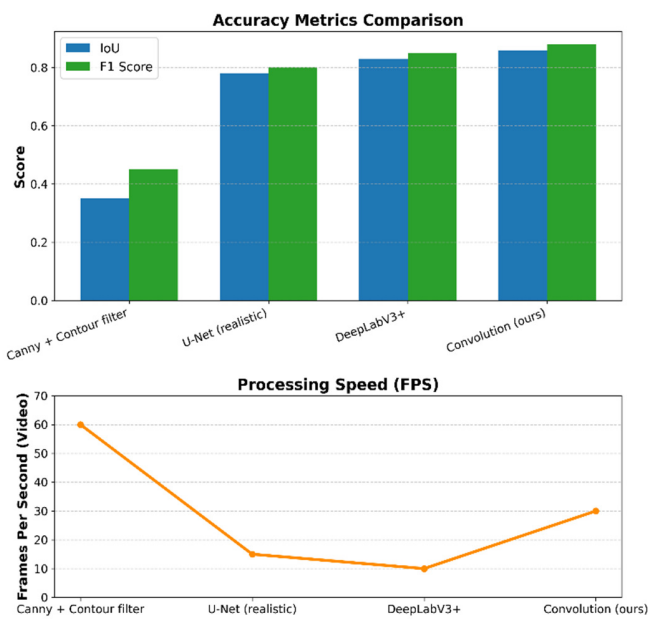 Accuracy Metrics Comparison
IoU
F1 Score
Score
0.8
0.6
0.4
0.2
0.0
Canny + Contour filter
U-Net (realistic)
DeepLabV3+
Convolution (ours)
Processing Speed (FPS)
Frames Per Second (Video)
70
60
50
40
30
20
10
0
Canny + Contour filter
U-Net (realistic)
DeepLabV3+
Convolution (ours)